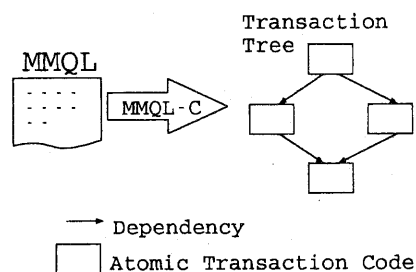 Transaction
Tree
MMQL
MMQL-C
Dependency
Atomic Transaction Code